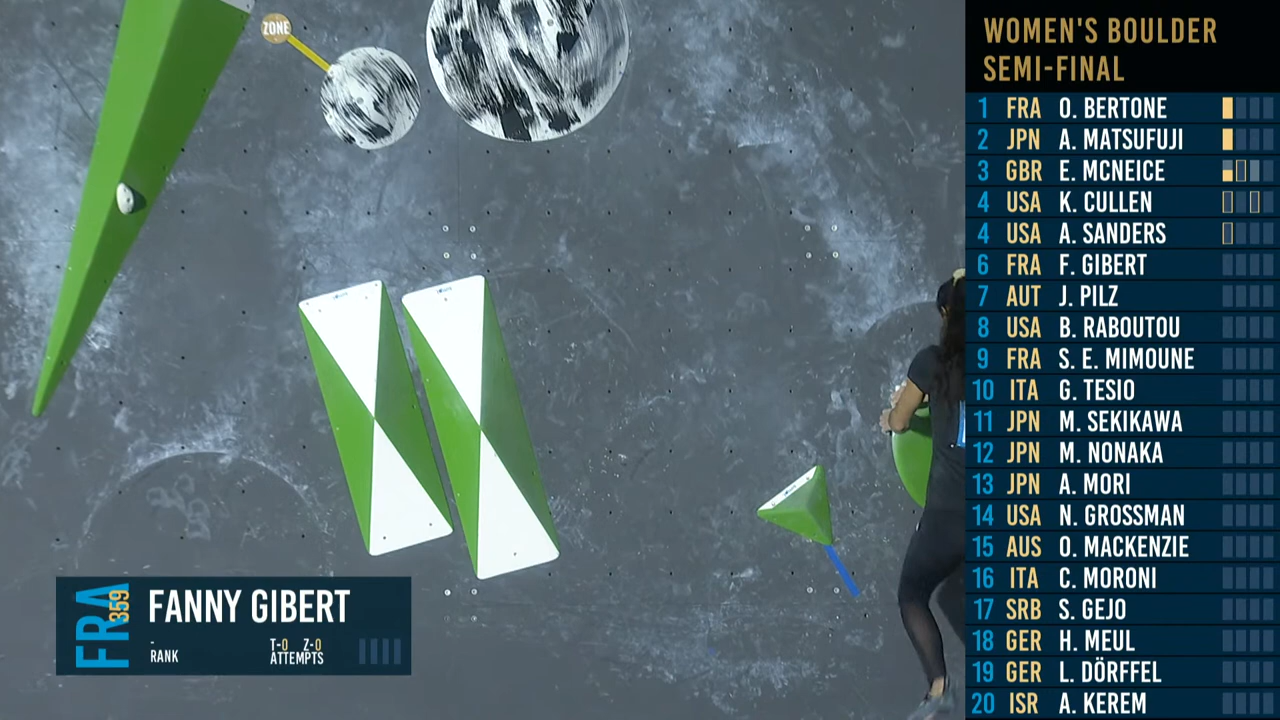 ZONE
WOMEN'S BOULDER
SEMI-FINAL
1 FRA O. BERTONE
2 JPN A. MATSUFUJI
3 GBR E. MCNEICE
4 USA K. CULLEN
4 USA A. SANDERS
6 FRA F. GIBERT
7 AUT J. PILZ
8 USA B. RABOUTOU
9 FRA S. E. MIMOUNE
10 ITA G. TESIO
11 JPN M. SEKIKAWA
12 JPN M. NONAKA
13 JPN A. MORI
14 USA N. GROSSMAN
15 AUS O. MACKENZIE
16 ITA C. MORONI
17 SRB S. GEJO
18 GER H. MEUL
19 GER L. DÖRFFEL
20 ISR A. KEREM
FRA 359
FANNY GIBERT
- T-0 Z-0
RANK ATTEMPTS